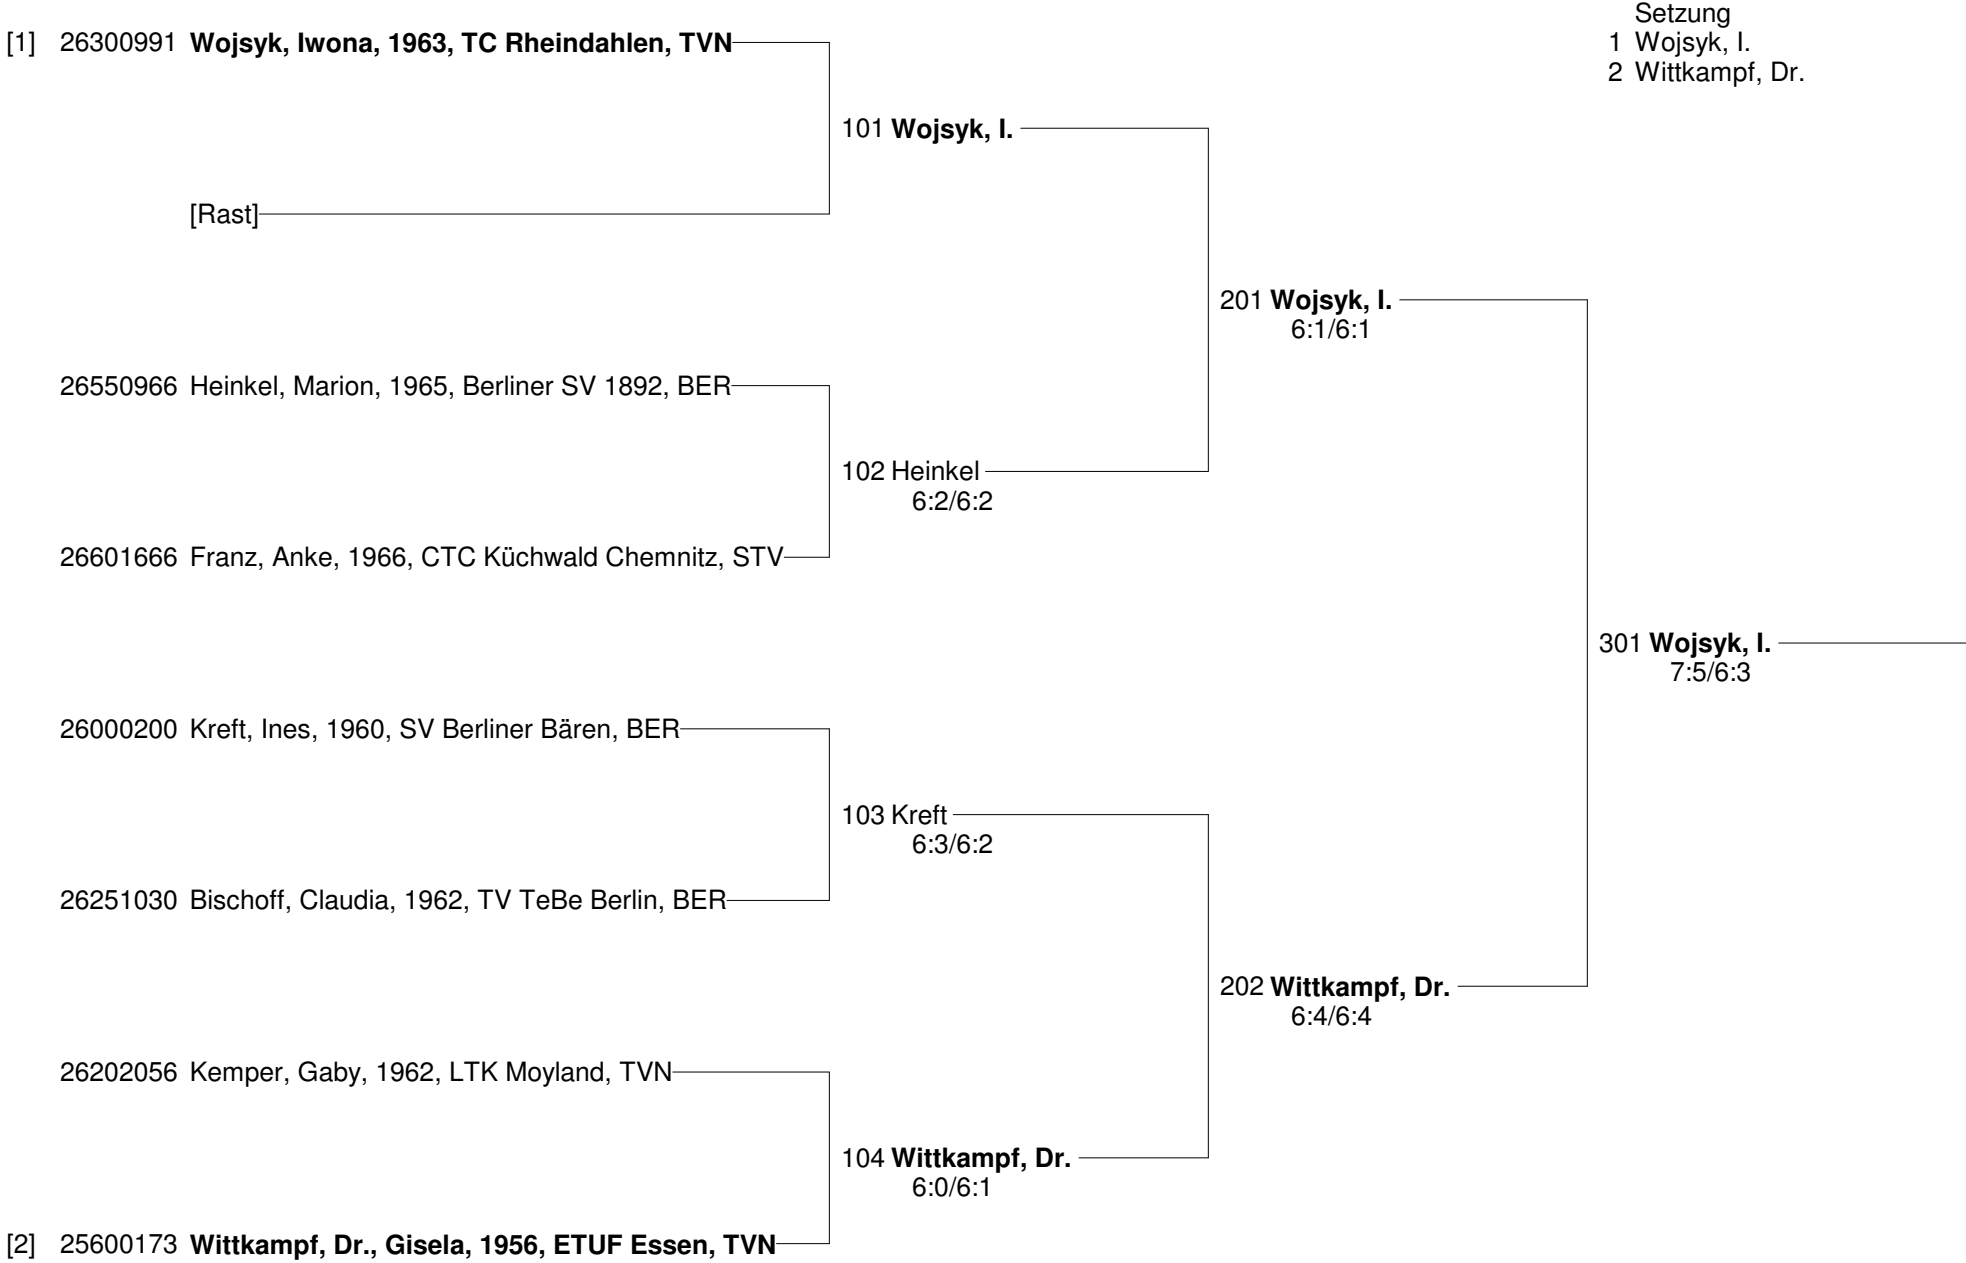 Setzung
1 Wojsyk, I.
2 Wittkampf, Dr.
[1] 26300991 Wojsyk, Iwona, 1963, TC Rheindahlen, TVN
101 Wojsyk, I.
[Rast]
201 Wojsyk, I.
6:1/6:1
26550966 Heinkel, Marion, 1965, Berliner SV 1892, BER
102 Heinkel
6:2/6:2
26601666 Franz, Anke, 1966, CTC Küchwald Chemnitz, STV
301 Wojsyk, I.
7:5/6:3
26000200 Kreft, Ines, 1960, SV Berliner Bären, BER
103 Kreft
6:3/6:2
26251030 Bischoff, Claudia, 1962, TV TeBe Berlin, BER
202 Wittkampf, Dr.
6:4/6:4
26202056 Kemper, Gaby, 1962, LTK Moyland, TVN
104 Wittkampf, Dr.
6:0/6:1
[2] 25600173 Wittkampf, Dr., Gisela, 1956, ETUF Essen, TVN